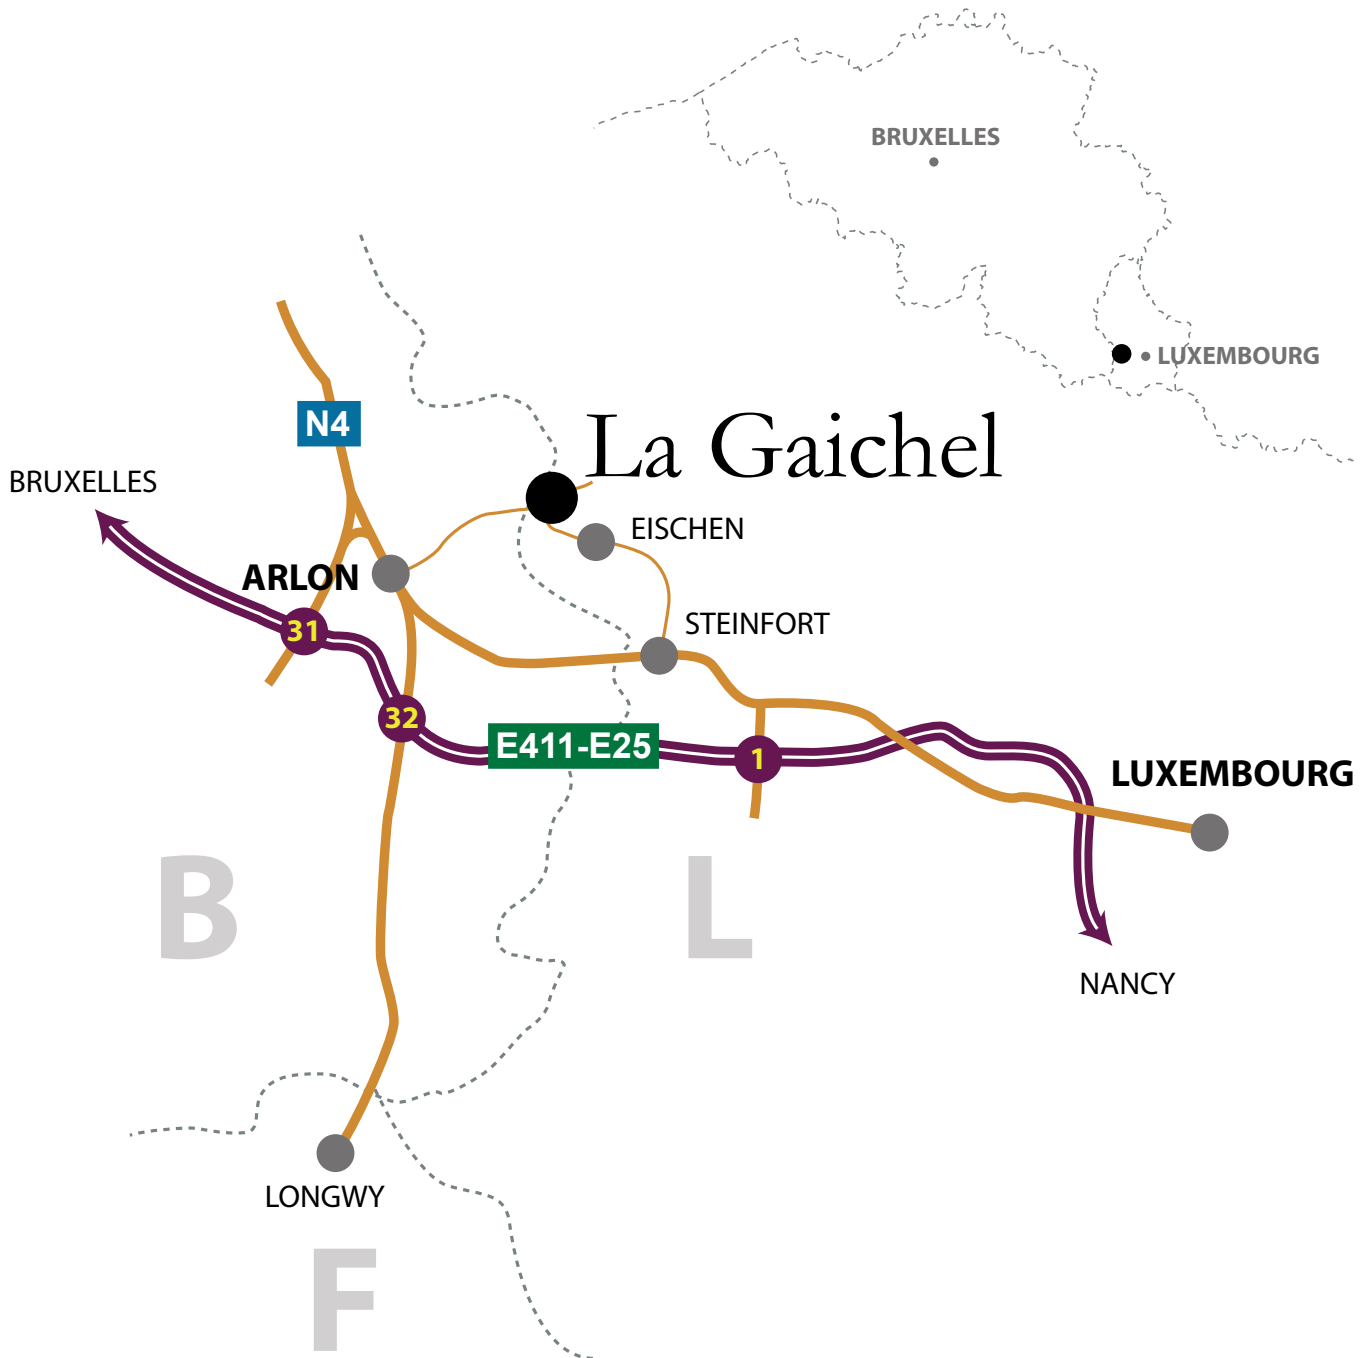 BRUXELLES
LUXEMBOURG
N4
La Gaichel
BRUXELLES
EISCHEN
ARLON
STEINFORT
31
32
E411-E25
1
LUXEMBOURG
B
L
NANCY
LONGWY
F